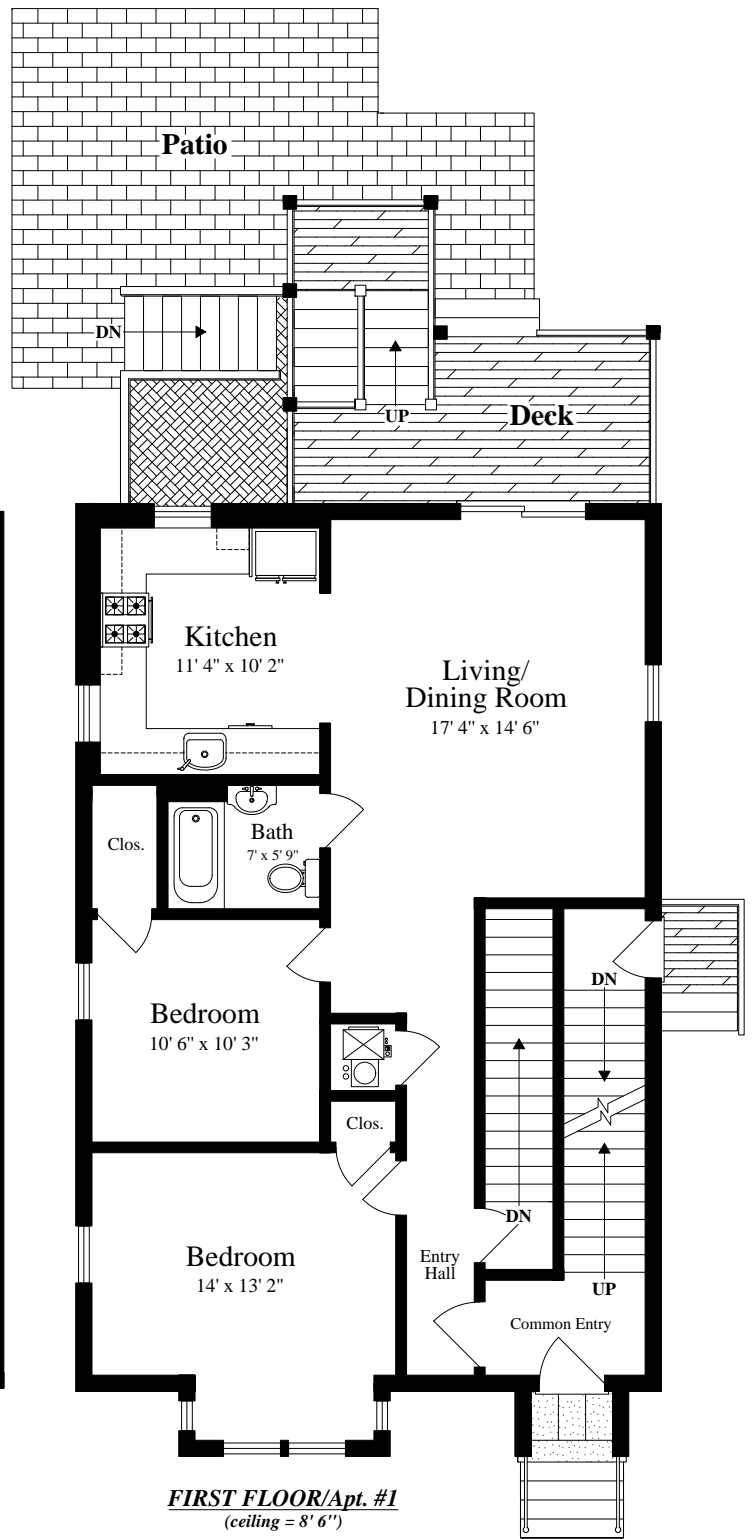 Patio
DN
UP
Deck
Kitchen
11' 4" x 10' 2"
Living/
Dining Room
17' 4" x 14' 6"
Clos.
Bath
7' x 5' 9"
Bedroom
10' 6" x 10' 3"
DN
Clos.
DN
Bedroom
14' x 13' 2"
Entry
Hall
UP
Common Entry
FIRST FLOOR/Apt. #1
(ceiling = 8' 6")